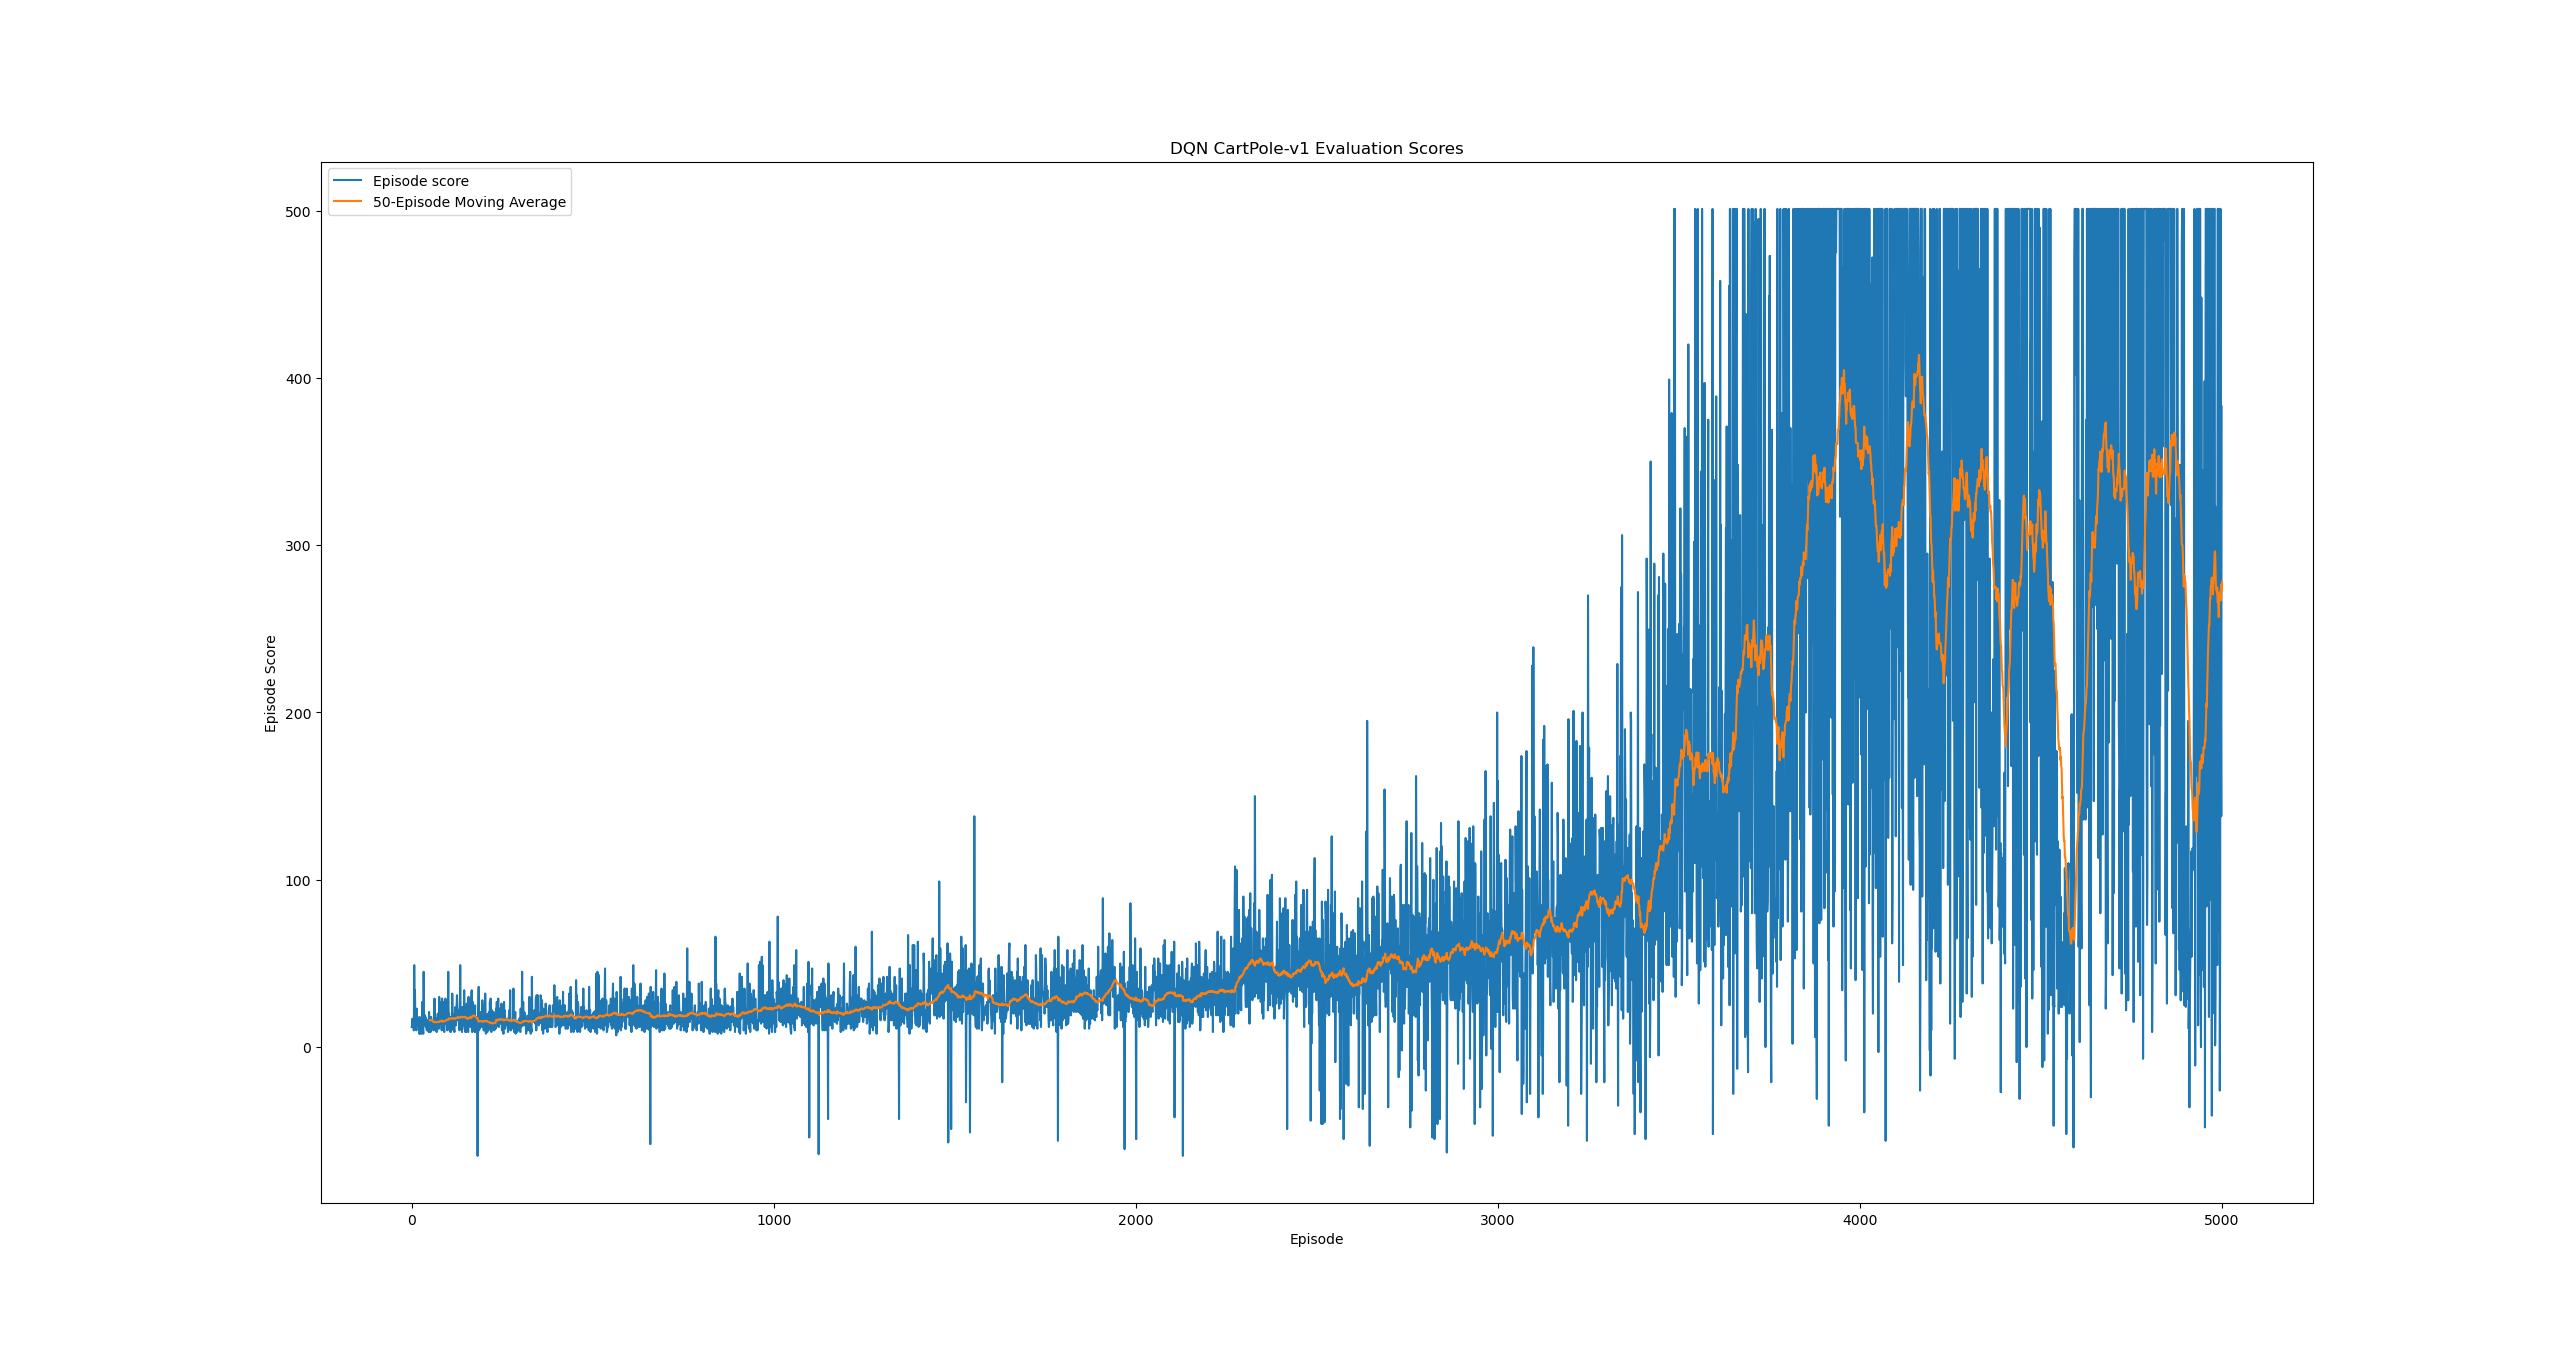 DQN CartPole-v1 Evaluation Scores
Episode score
50-Episode Moving Average
500
400
300
200
100
0
Episode Score
0 1000 2000 3000 4000 5000
Episode